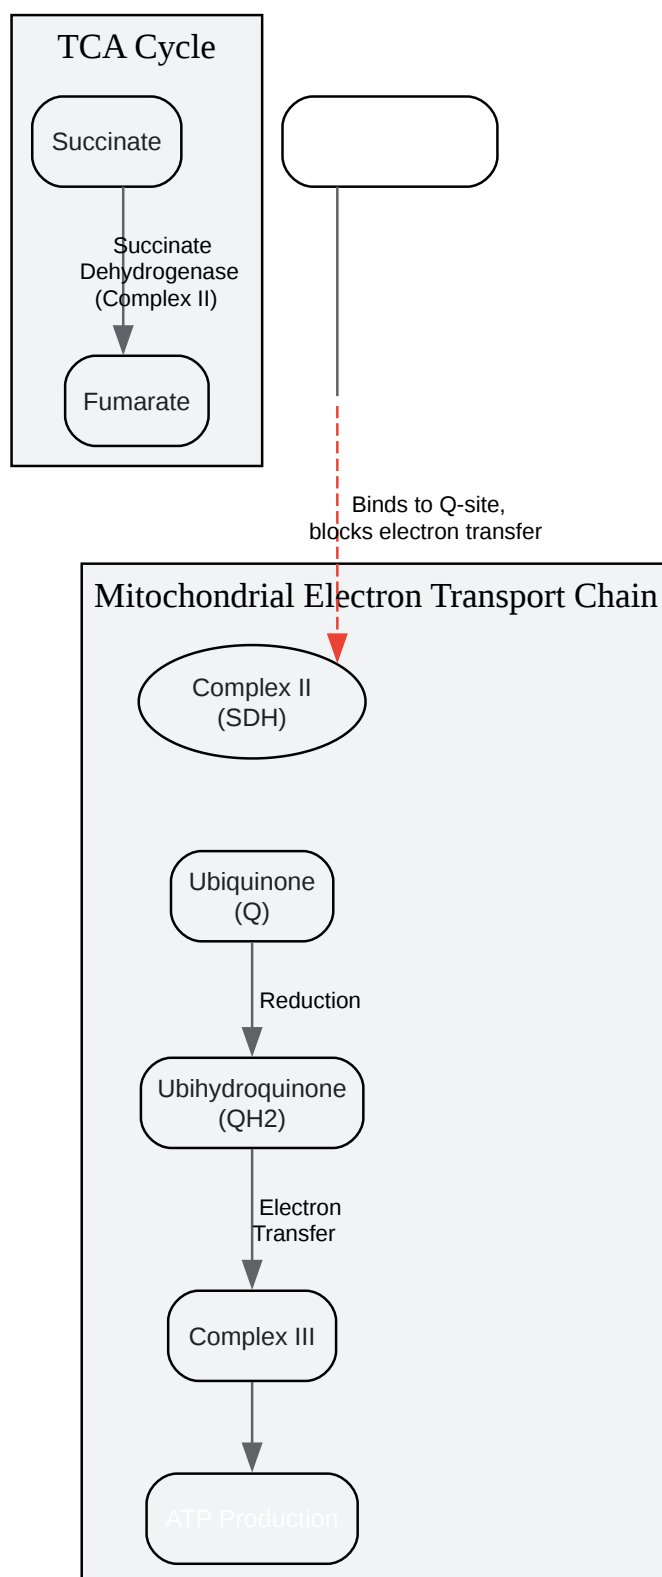 TCA Cycle
Succinate
Succinate
Dehydrogenase
(Complex II)
Fumarate
Binds to Q-site,
blocks electron transfer
Mitochondrial Electron Transport Chain
Complex II
(SDH)
Ubiquinone
(Q)
Reduction
Ubihydroquinone
(QH2)
Electron
Transfer
Complex III
ATP Production